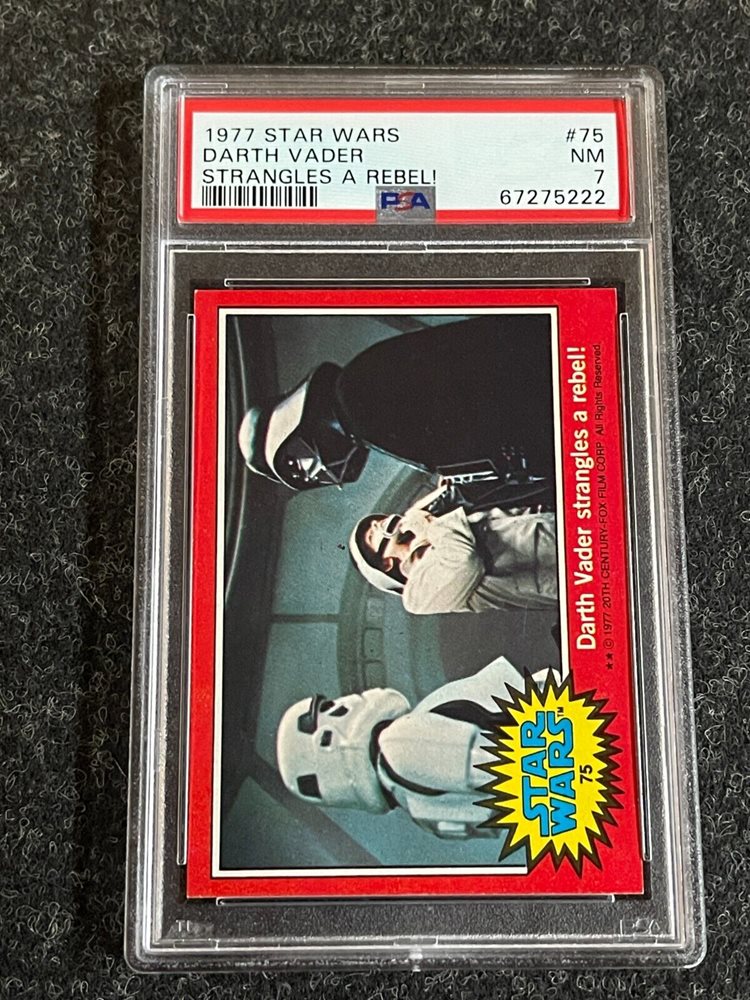 1977 STAR WARS #75
DARTH VADER NM
STRANGLES A REBEL! 7
PSA 67275222
Darth Vader strangles a rebel!
★★ © 1977 20TH CENTURY-FOX FILM CORP. All Rights Reserved.
STAR
WARS™
75